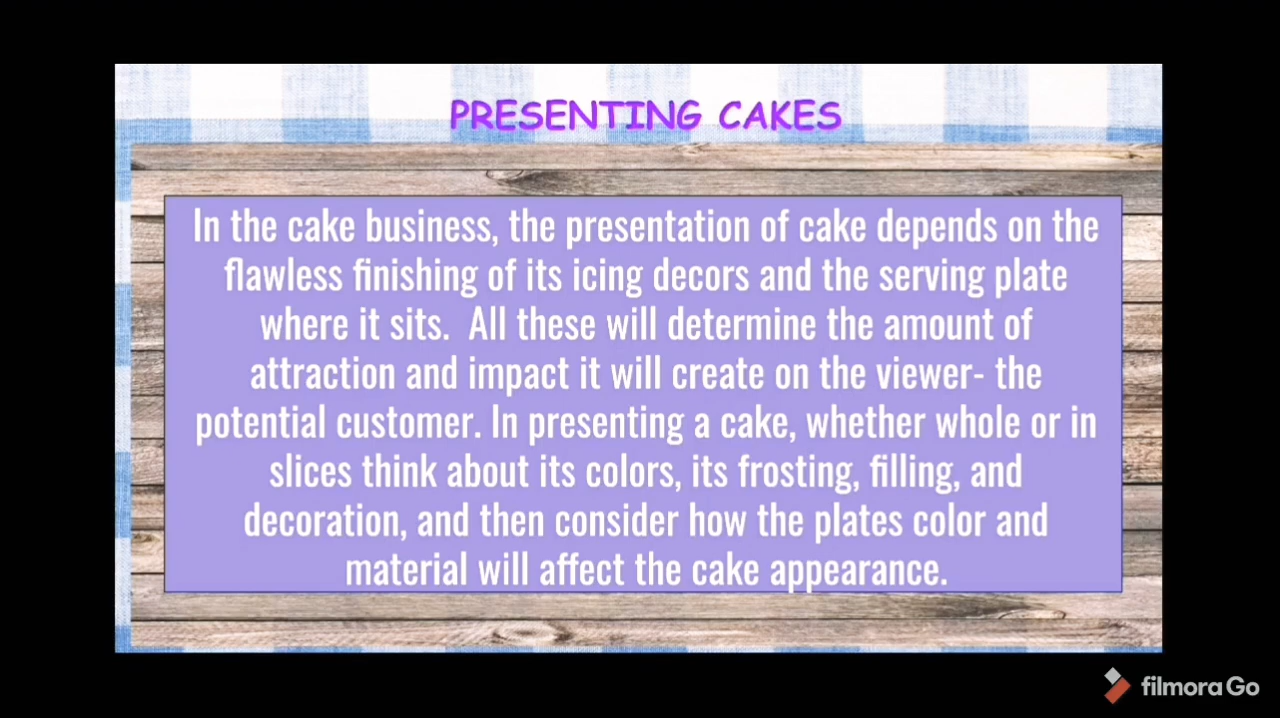 PRESENTING CAKES
In the cake business, the presentation of cake depends on the
flawless finishing of its icing decors and the serving plate
where it sits.  All these will determine the amount of
attraction and impact it will create on the viewer- the
potential customer. In presenting a cake, whether whole or in
slices think about its colors, its frosting, filling, and
decoration, and then consider how the plates color and
material will affect the cake appearance.
filmora Go